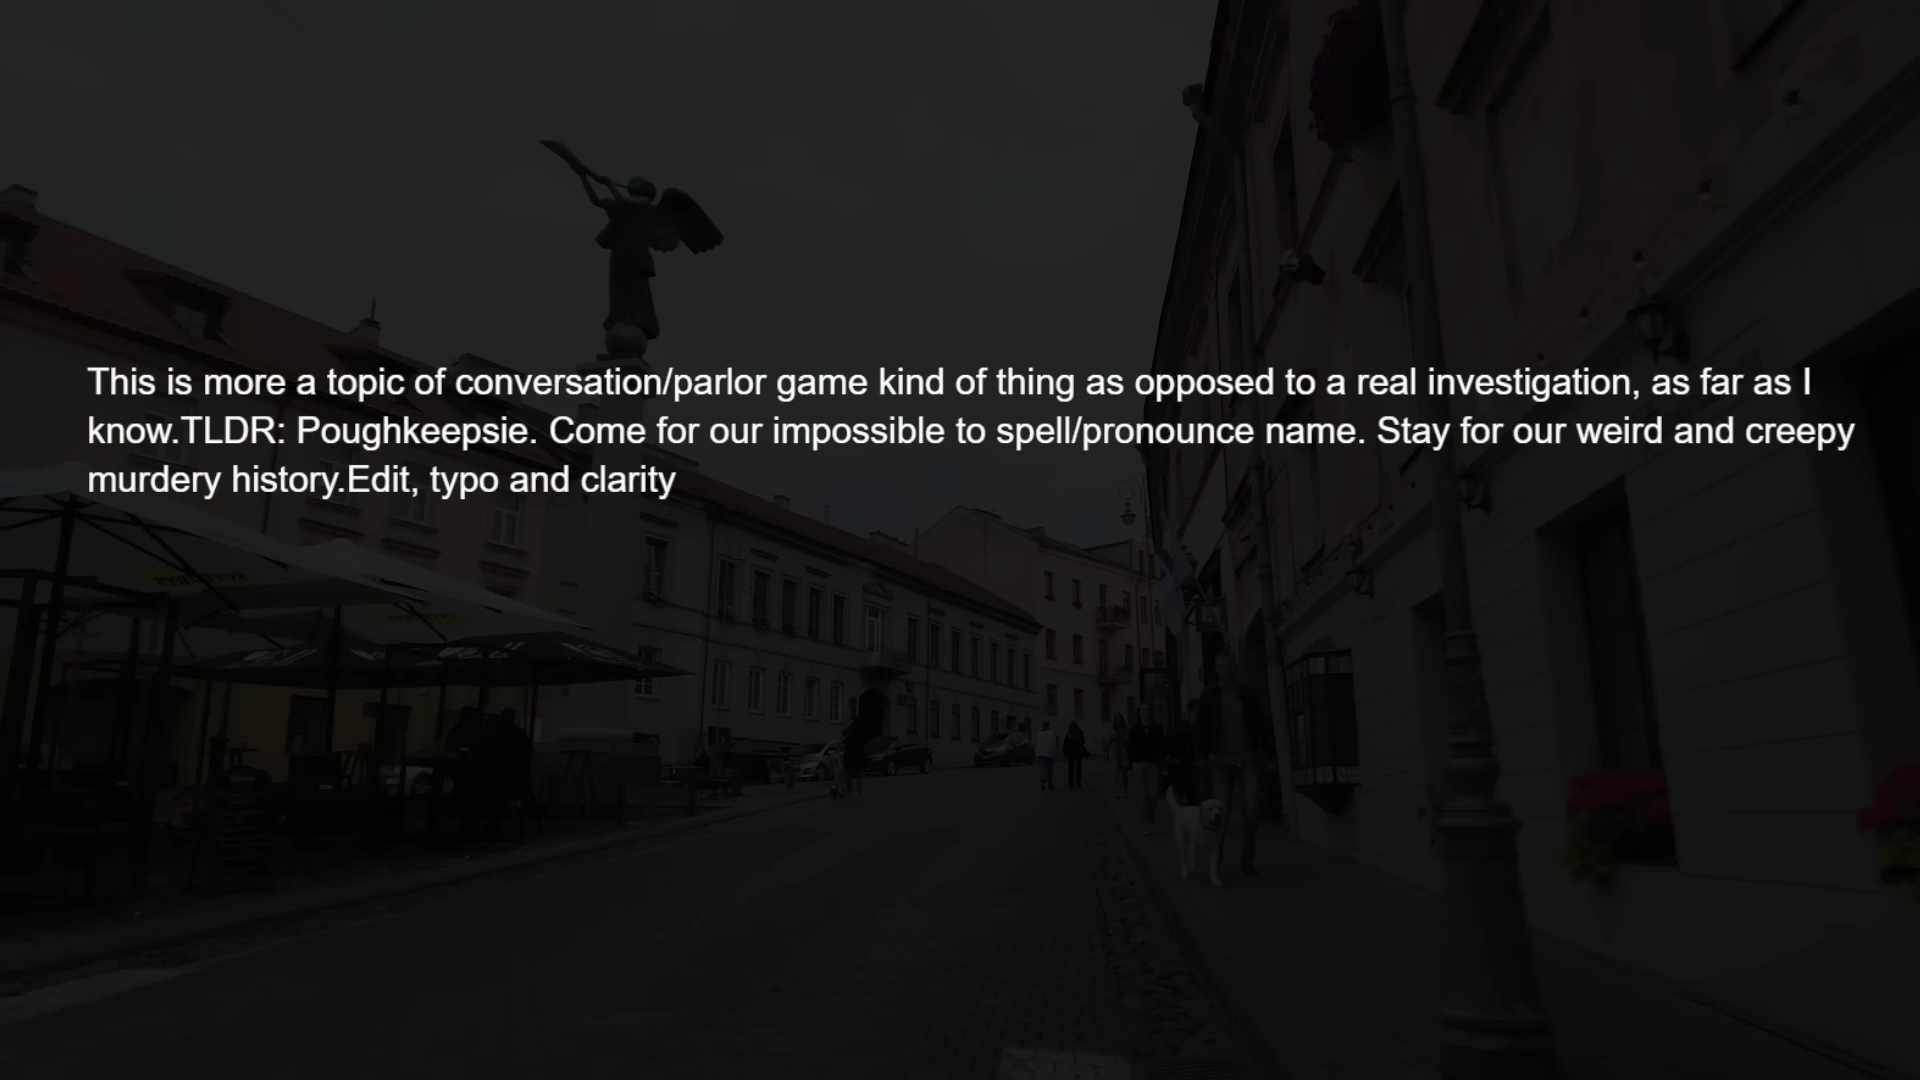 This is more a topic of conversation/parlor game kind of thing as opposed to a real investigation, as far as I
know.TLDR: Poughkeepsie. Come for our impossible to spell/pronounce name. Stay for our weird and creepy
murdery history.Edit, typo and clarity